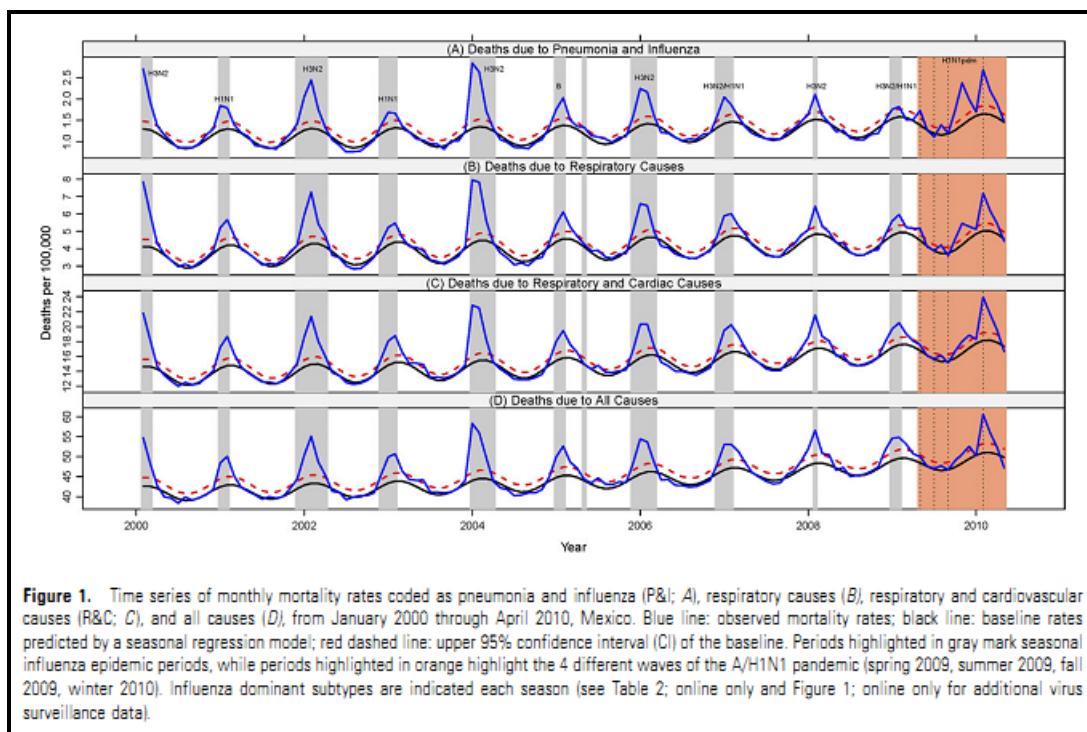 (A) Deaths due to Pneumonia and Influenza
H3N2
H1N1
H3N2
H1N1
H3N2
B
H3N2
H3N2/H1N1
H3N2
H3N2/H1N1
H1N1pdm
1.0 1.5 2.0 2.5
(B) Deaths due to Respiratory Causes
3 4 5 6 7 8
(C) Deaths due to Respiratory and Cardiac Causes
12 14 16 18 20 22 24
(D) Deaths due to All Causes
40 45 50 55 60
Deaths per 100,000
2000 2002 2004 2006 2008 2010
Year
Figure 1. Time series of monthly mortality rates coded as pneumonia and influenza (P&I; A), respiratory causes (B), respiratory and cardiovascular
causes (R&C; C), and all causes (D), from January 2000 through April 2010, Mexico. Blue line: observed mortality rates; black line: baseline rates
predicted by a seasonal regression model; red dashed line: upper 95% confidence interval (CI) of the baseline. Periods highlighted in gray mark seasonal
influenza epidemic periods, while periods highlighted in orange highlight the 4 different waves of the A/H1N1 pandemic (spring 2009, summer 2009, fall
2009, winter 2010). Influenza dominant subtypes are indicated each season (see Table 2; online only and Figure 1; online only for additional virus
surveillance data).